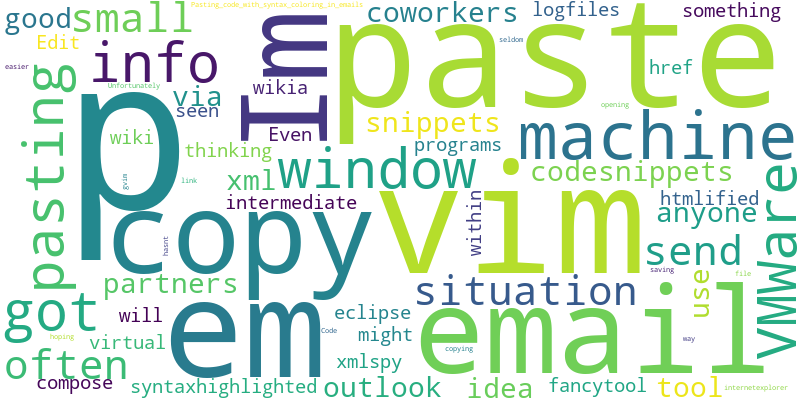 Pasting_code_with_syntax_coloring_in_emails
good
small
coworkers
logfiles
something
Edit
info
Im
paste
seldom
href
easier
Unfortunately
via
wikia
seen
opening
pasting
p
wiki
Even
snippets
programs
machine
thinking
window
codesnippets
gvim
link
xml
vim
htmlified
intermediate
copy
within
anyone
hasnt
send
VMWare
partners
situation
saving
file
use
got
will
em
email
eclipse
Code
might
way
hoping
virtual
often
copying
xmlspy
compose
syntaxhighlighted
outlook
idea
fancytool
tool
internetexplorer